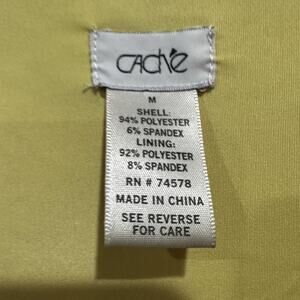 CACHÉ
M
SHELL:
94% POLYESTER
6% SPANDEX
LINING:
92% POLYESTER
8% SPANDEX
RN # 74578
MADE IN CHINA
SEE REVERSE
FOR CARE